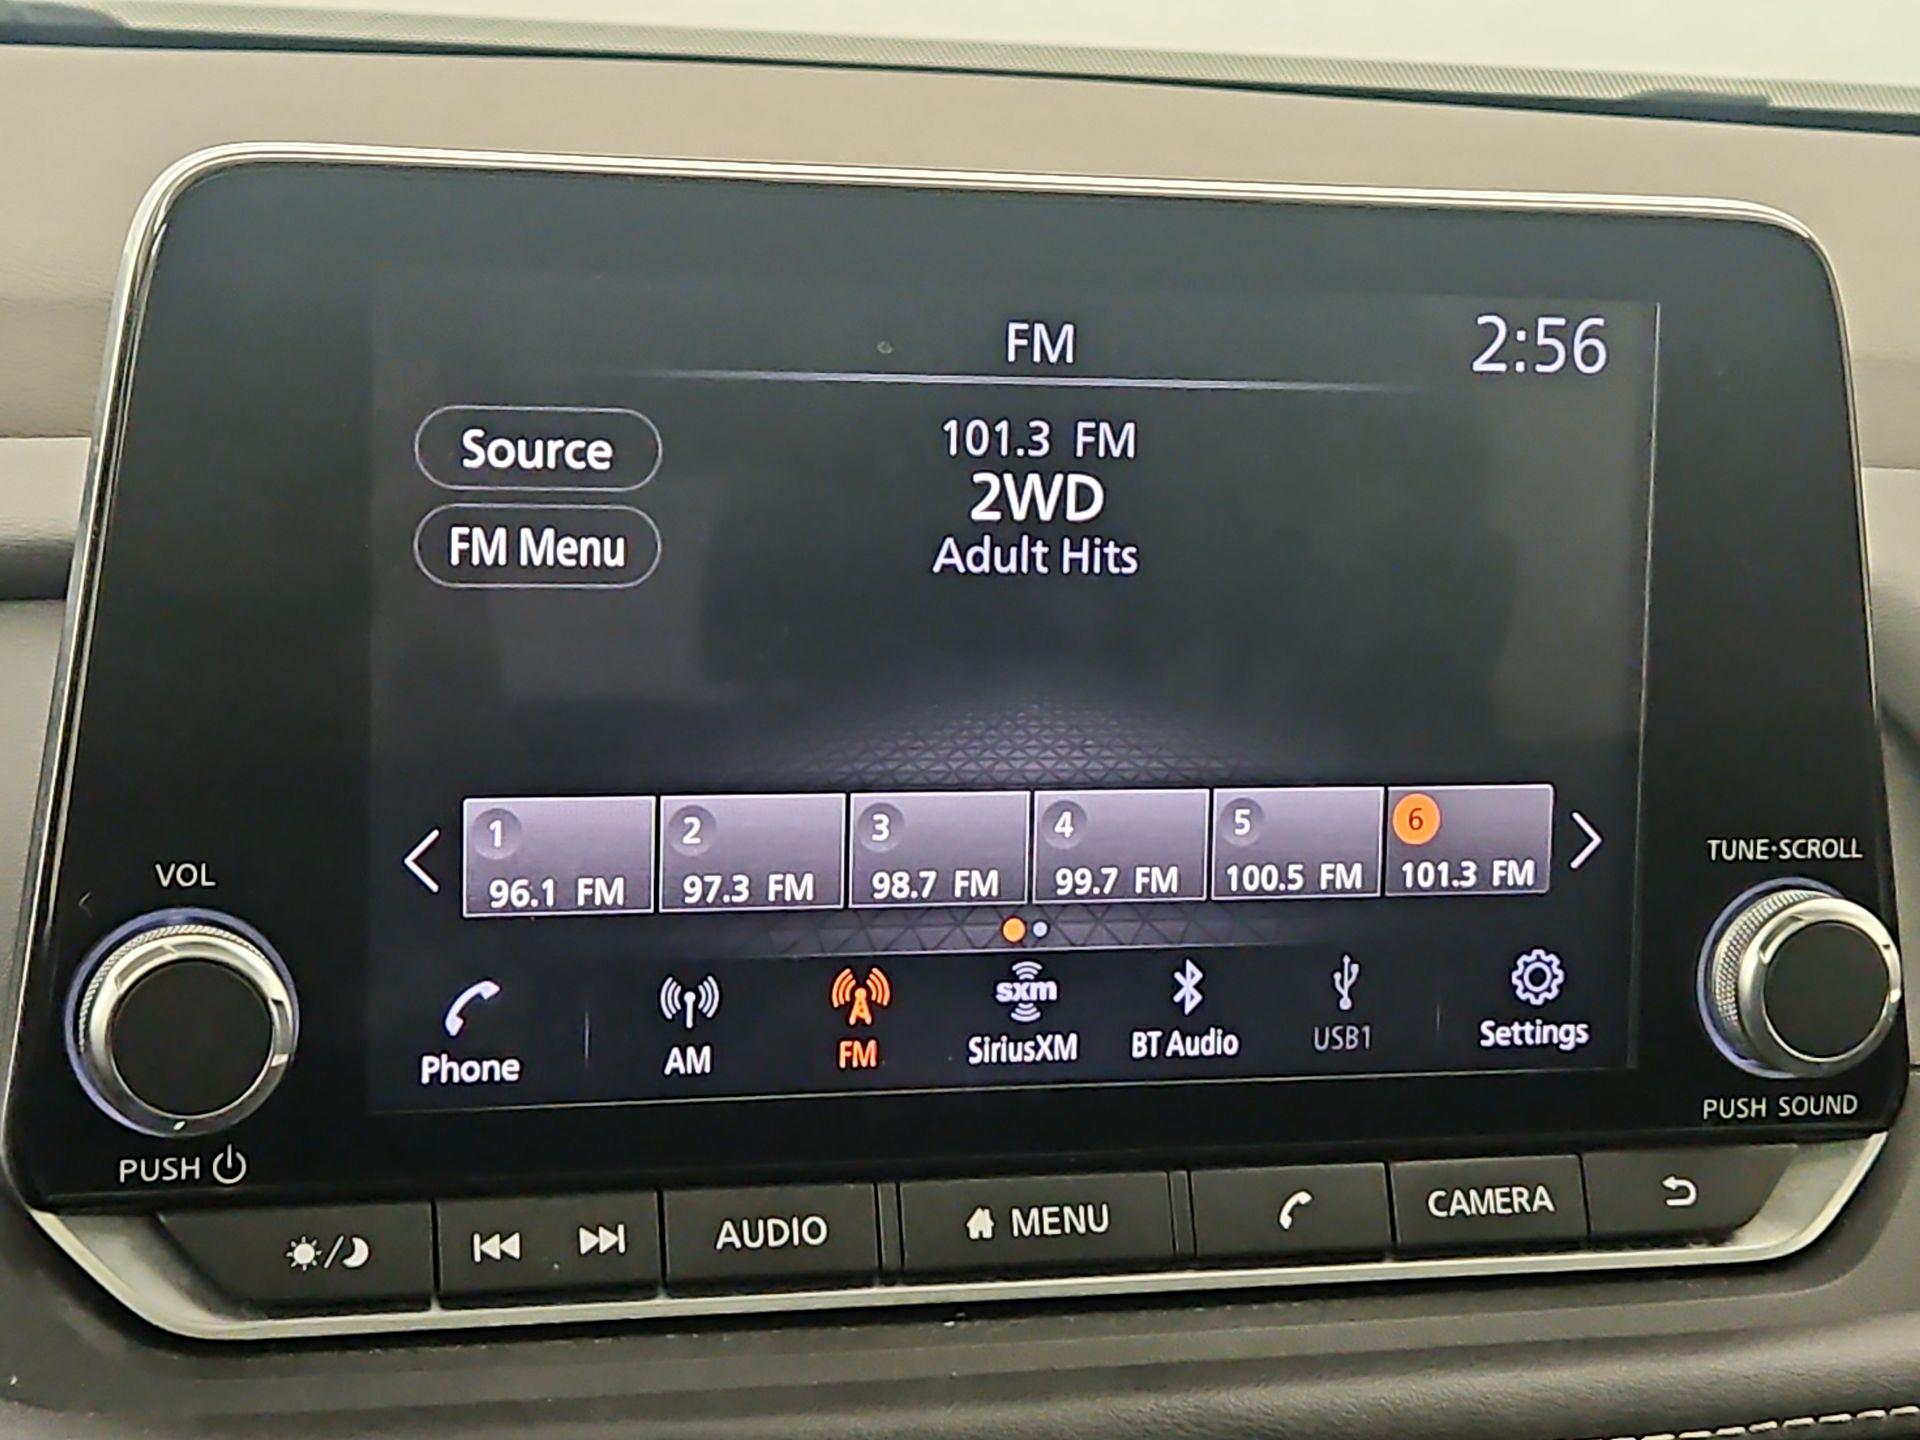 FM
2:56
Source
101.3 FM
2WD
FM Menu
Adult Hits
1 2 3 4 5 6
96.1 FM 97.3 FM 98.7 FM 99.7 FM 100.5 FM 101.3 FM
VOL
TUNE·SCROLL
sxm
Phone AM FM SiriusXM BT Audio USB1 Settings
PUSH
PUSH SOUND
AUDIO MENU CAMERA